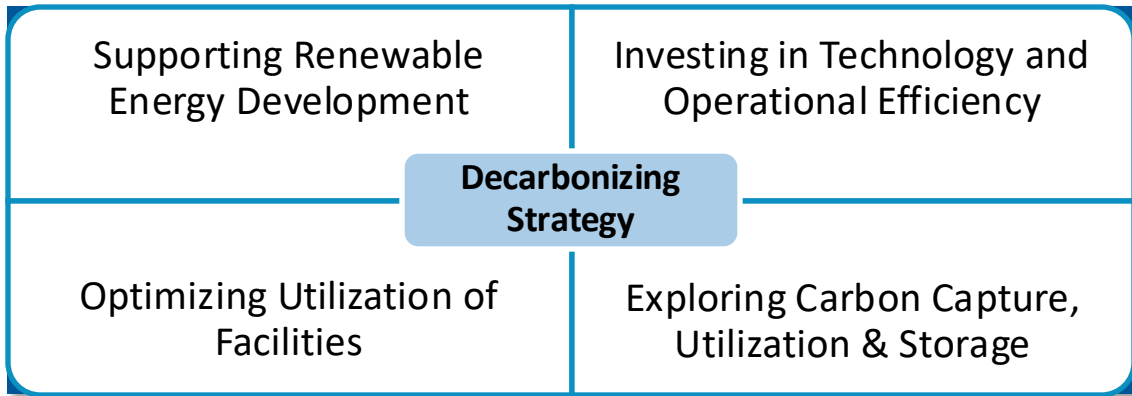 Supporting Renewable
Energy Development
Investing in Technology and
Operational Efficiency
Decarbonizing
Strategy
Optimizing Utilization of
Facilities
Exploring Carbon Capture,
Utilization & Storage